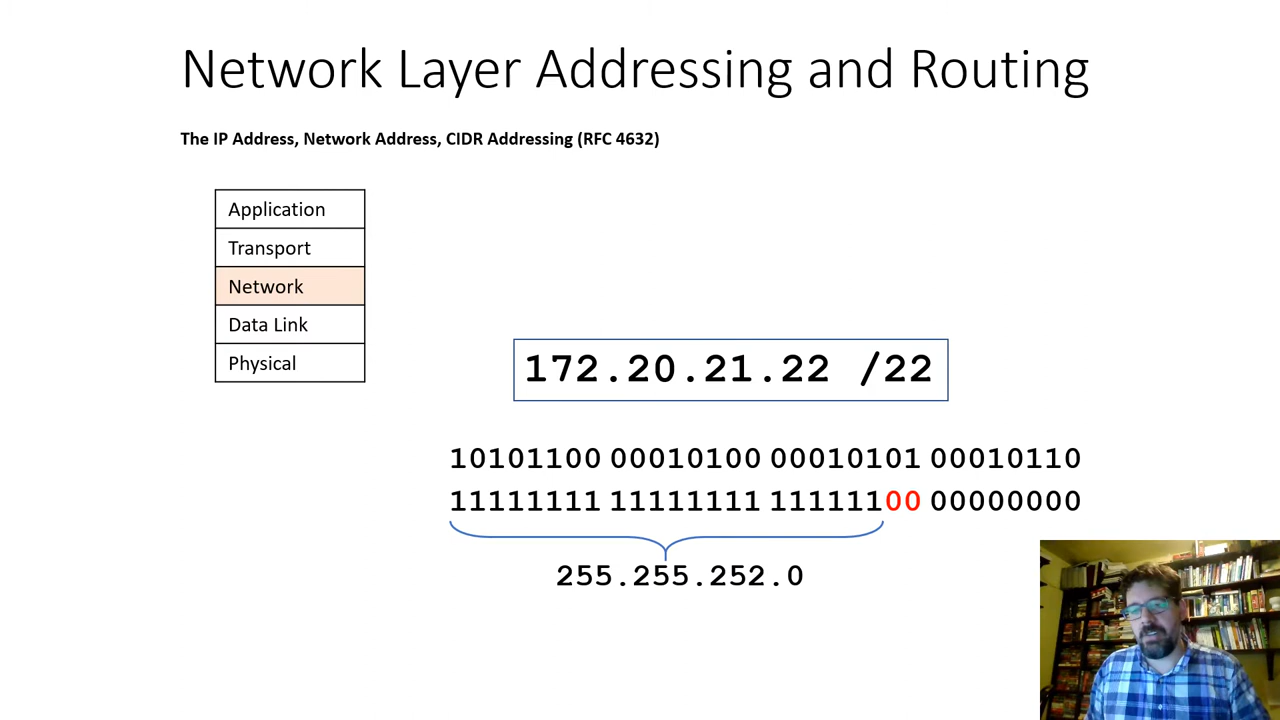 Network Layer Addressing and Routing
The IP Address, Network Address, CIDR Addressing (RFC 4632)
Application
Transport
Network
Data Link
Physical
172.20.21.22 /22
10101100 00010100 00010101 00010110
11111111 11111111 11111100 00000000
255.255.252.0